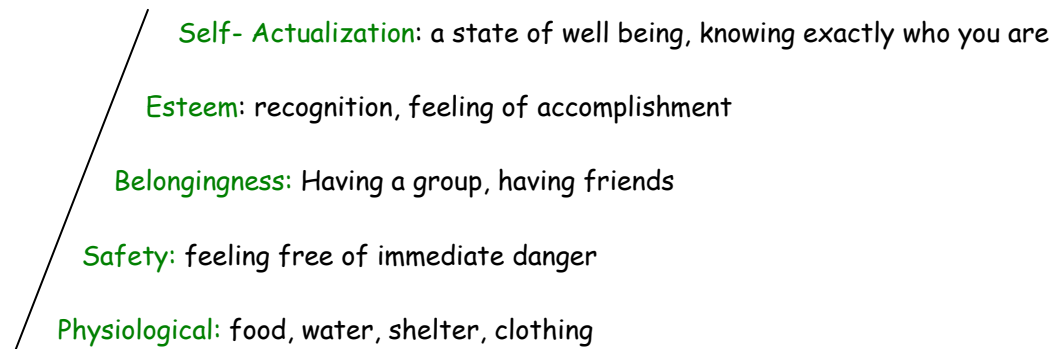 Self- Actualization: a state of well being, knowing exactly who you are
Esteem: recognition, feeling of accomplishment
Belongingness: Having a group, having friends
Safety: feeling free of immediate danger
Physiological: food, water, shelter, clothing